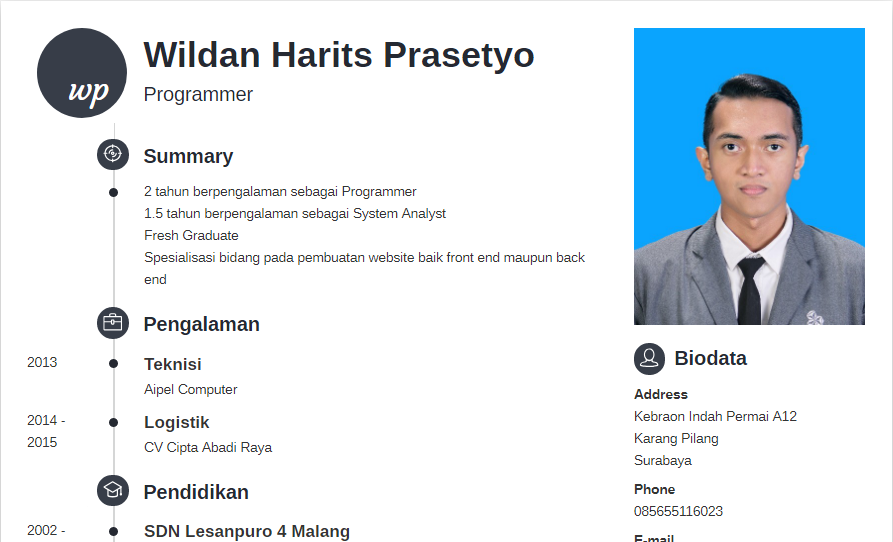 wp
Wildan Harits Prasetyo
Programmer
Summary
2 tahun berpengalaman sebagai Programmer
1.5 tahun berpengalaman sebagai System Analyst
Fresh Graduate
Spesialisasi bidang pada pembuatan website baik front end maupun back
end
Pengalaman
2013
Teknisi
Aipel Computer
2014 -
2015
Logistik
CV Cipta Abadi Raya
Pendidikan
2002 -
SDN Lesanpuro 4 Malang
Biodata
Address
Kebraon Indah Permai A12
Karang Pilang
Surabaya
Phone
085655116023
E-mail